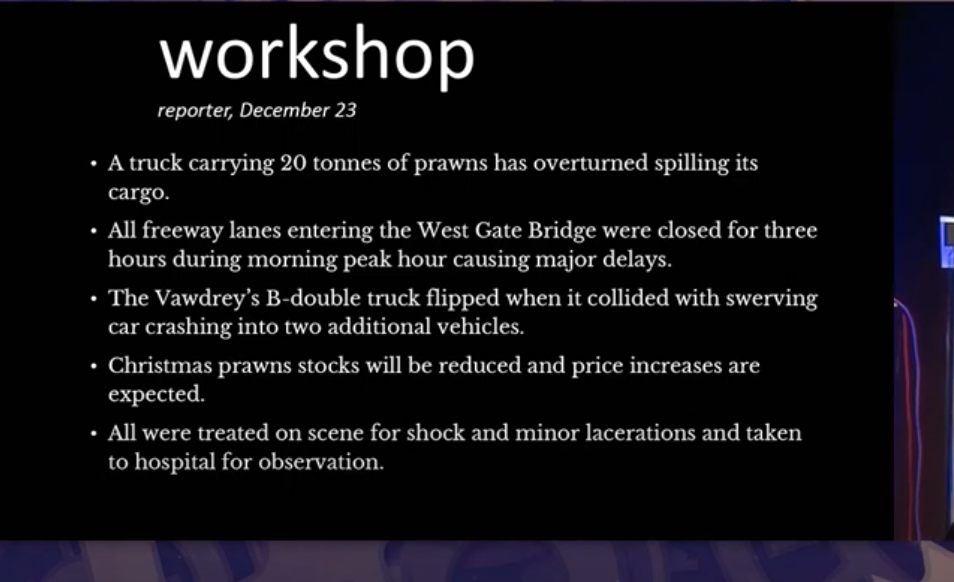 workshop
reporter, December 23
• A truck carrying 20 tonnes of prawns has overturned spilling its
cargo.
• All freeway lanes entering the West Gate Bridge were closed for three
hours during morning peak hour causing major delays.
• The Vawdrey’s B-double truck flipped when it collided with swerving
car crashing into two additional vehicles.
• Christmas prawns stocks will be reduced and price increases are
expected.
• All were treated on scene for shock and minor lacerations and taken
to hospital for observation.